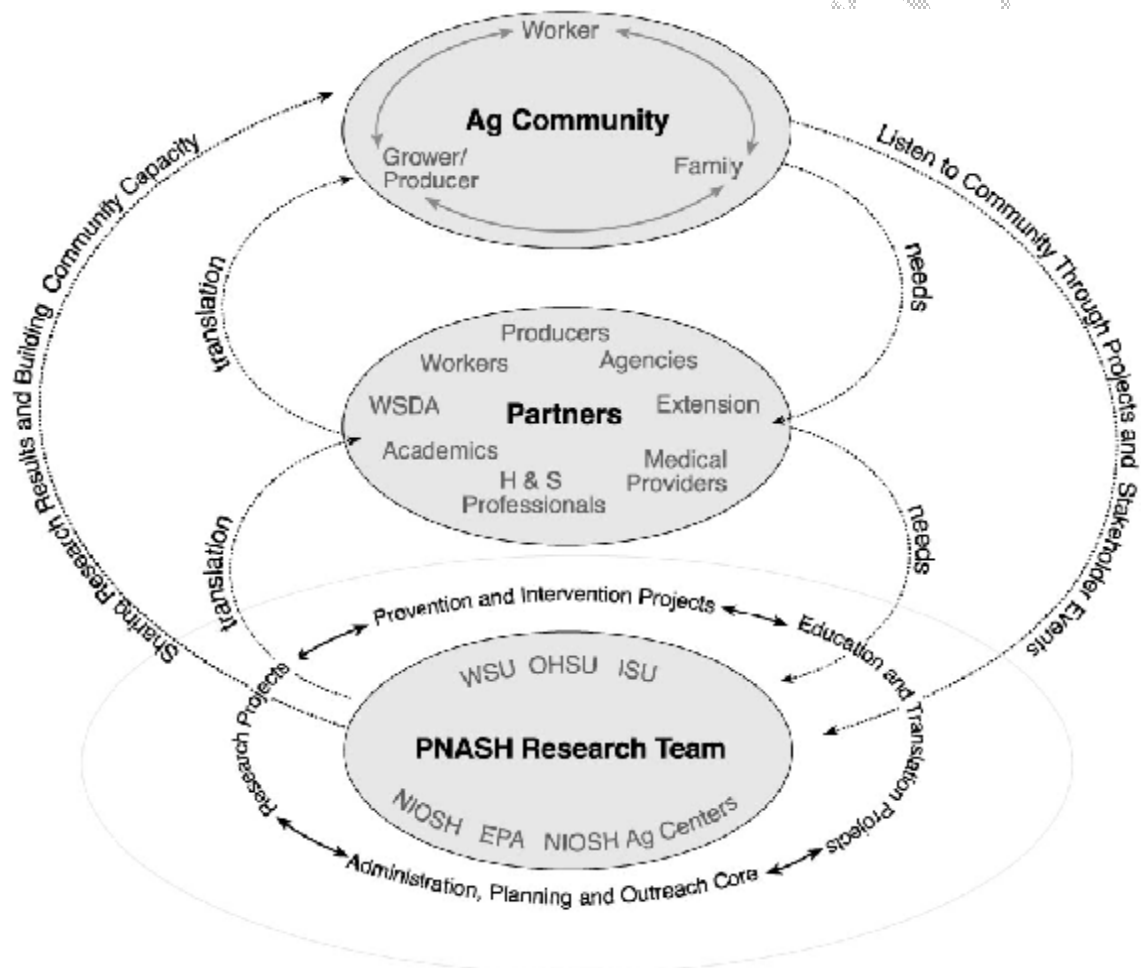 Worker
Ag Community
Grower/
Producer
Family
Sharing Research Results and Building Community Capacity
Listen to Community Through Projects and Stakeholder Events
translation
needs
Producers
Workers
Agencies
WSDA
Partners
Extension
Academics
Medical
Providers
H & S
Professionals
translation
needs
Prevention and Intervention Projects
Education and Translation Projects
Research Projects
WSU OHSU ISU
PNASH Research Team
NIOSH EPA NIOSH Ag Centers
Administration, Planning and Outreach Core